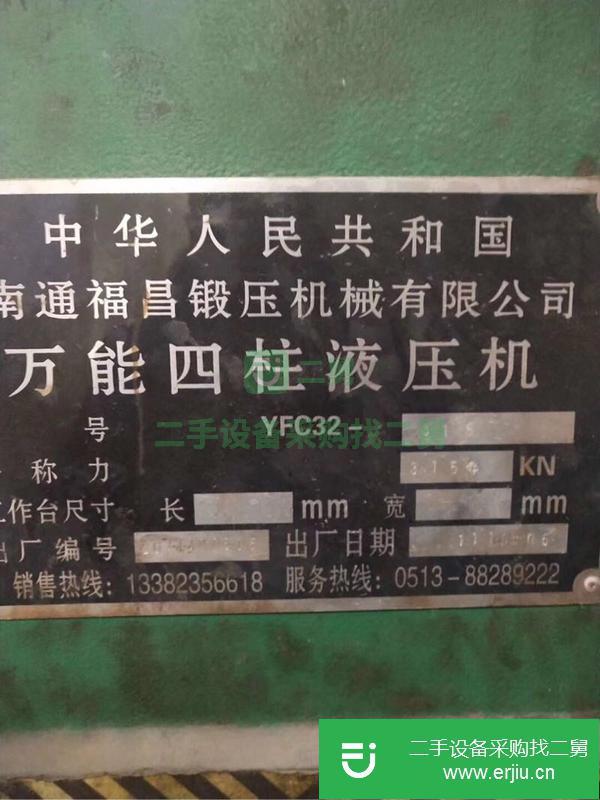 中华人民共和国
南通福昌锻压机械有限公司
万能四桩液压机
号 YFC32-
称力 KN
工作台尺寸 长 mm 宽 mm
出厂编号 出厂日期
销售热线：13382356618 服务热线：0513-88289222
二舅
二手设备采购找二舅
二手设备采购找二舅
www.erjiu.cn